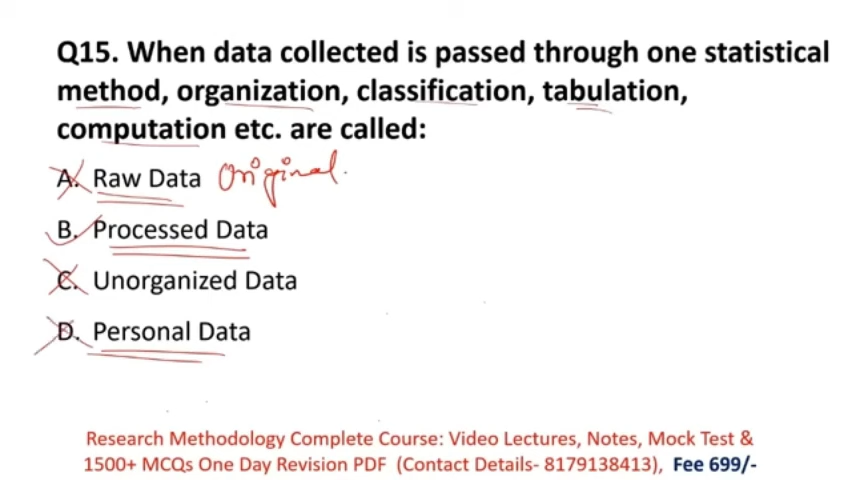 Q15. When data collected is passed through one statistical
method, organization, classification, tabulation,
computation etc. are called:
A. Raw Data Original.
B. Processed Data
C. Unorganized Data
D. Personal Data
Research Methodology Complete Course: Video Lectures, Notes, Mock Test &
1500+ MCQs One Day Revision PDF (Contact Details- 8179138413), Fee 699/-